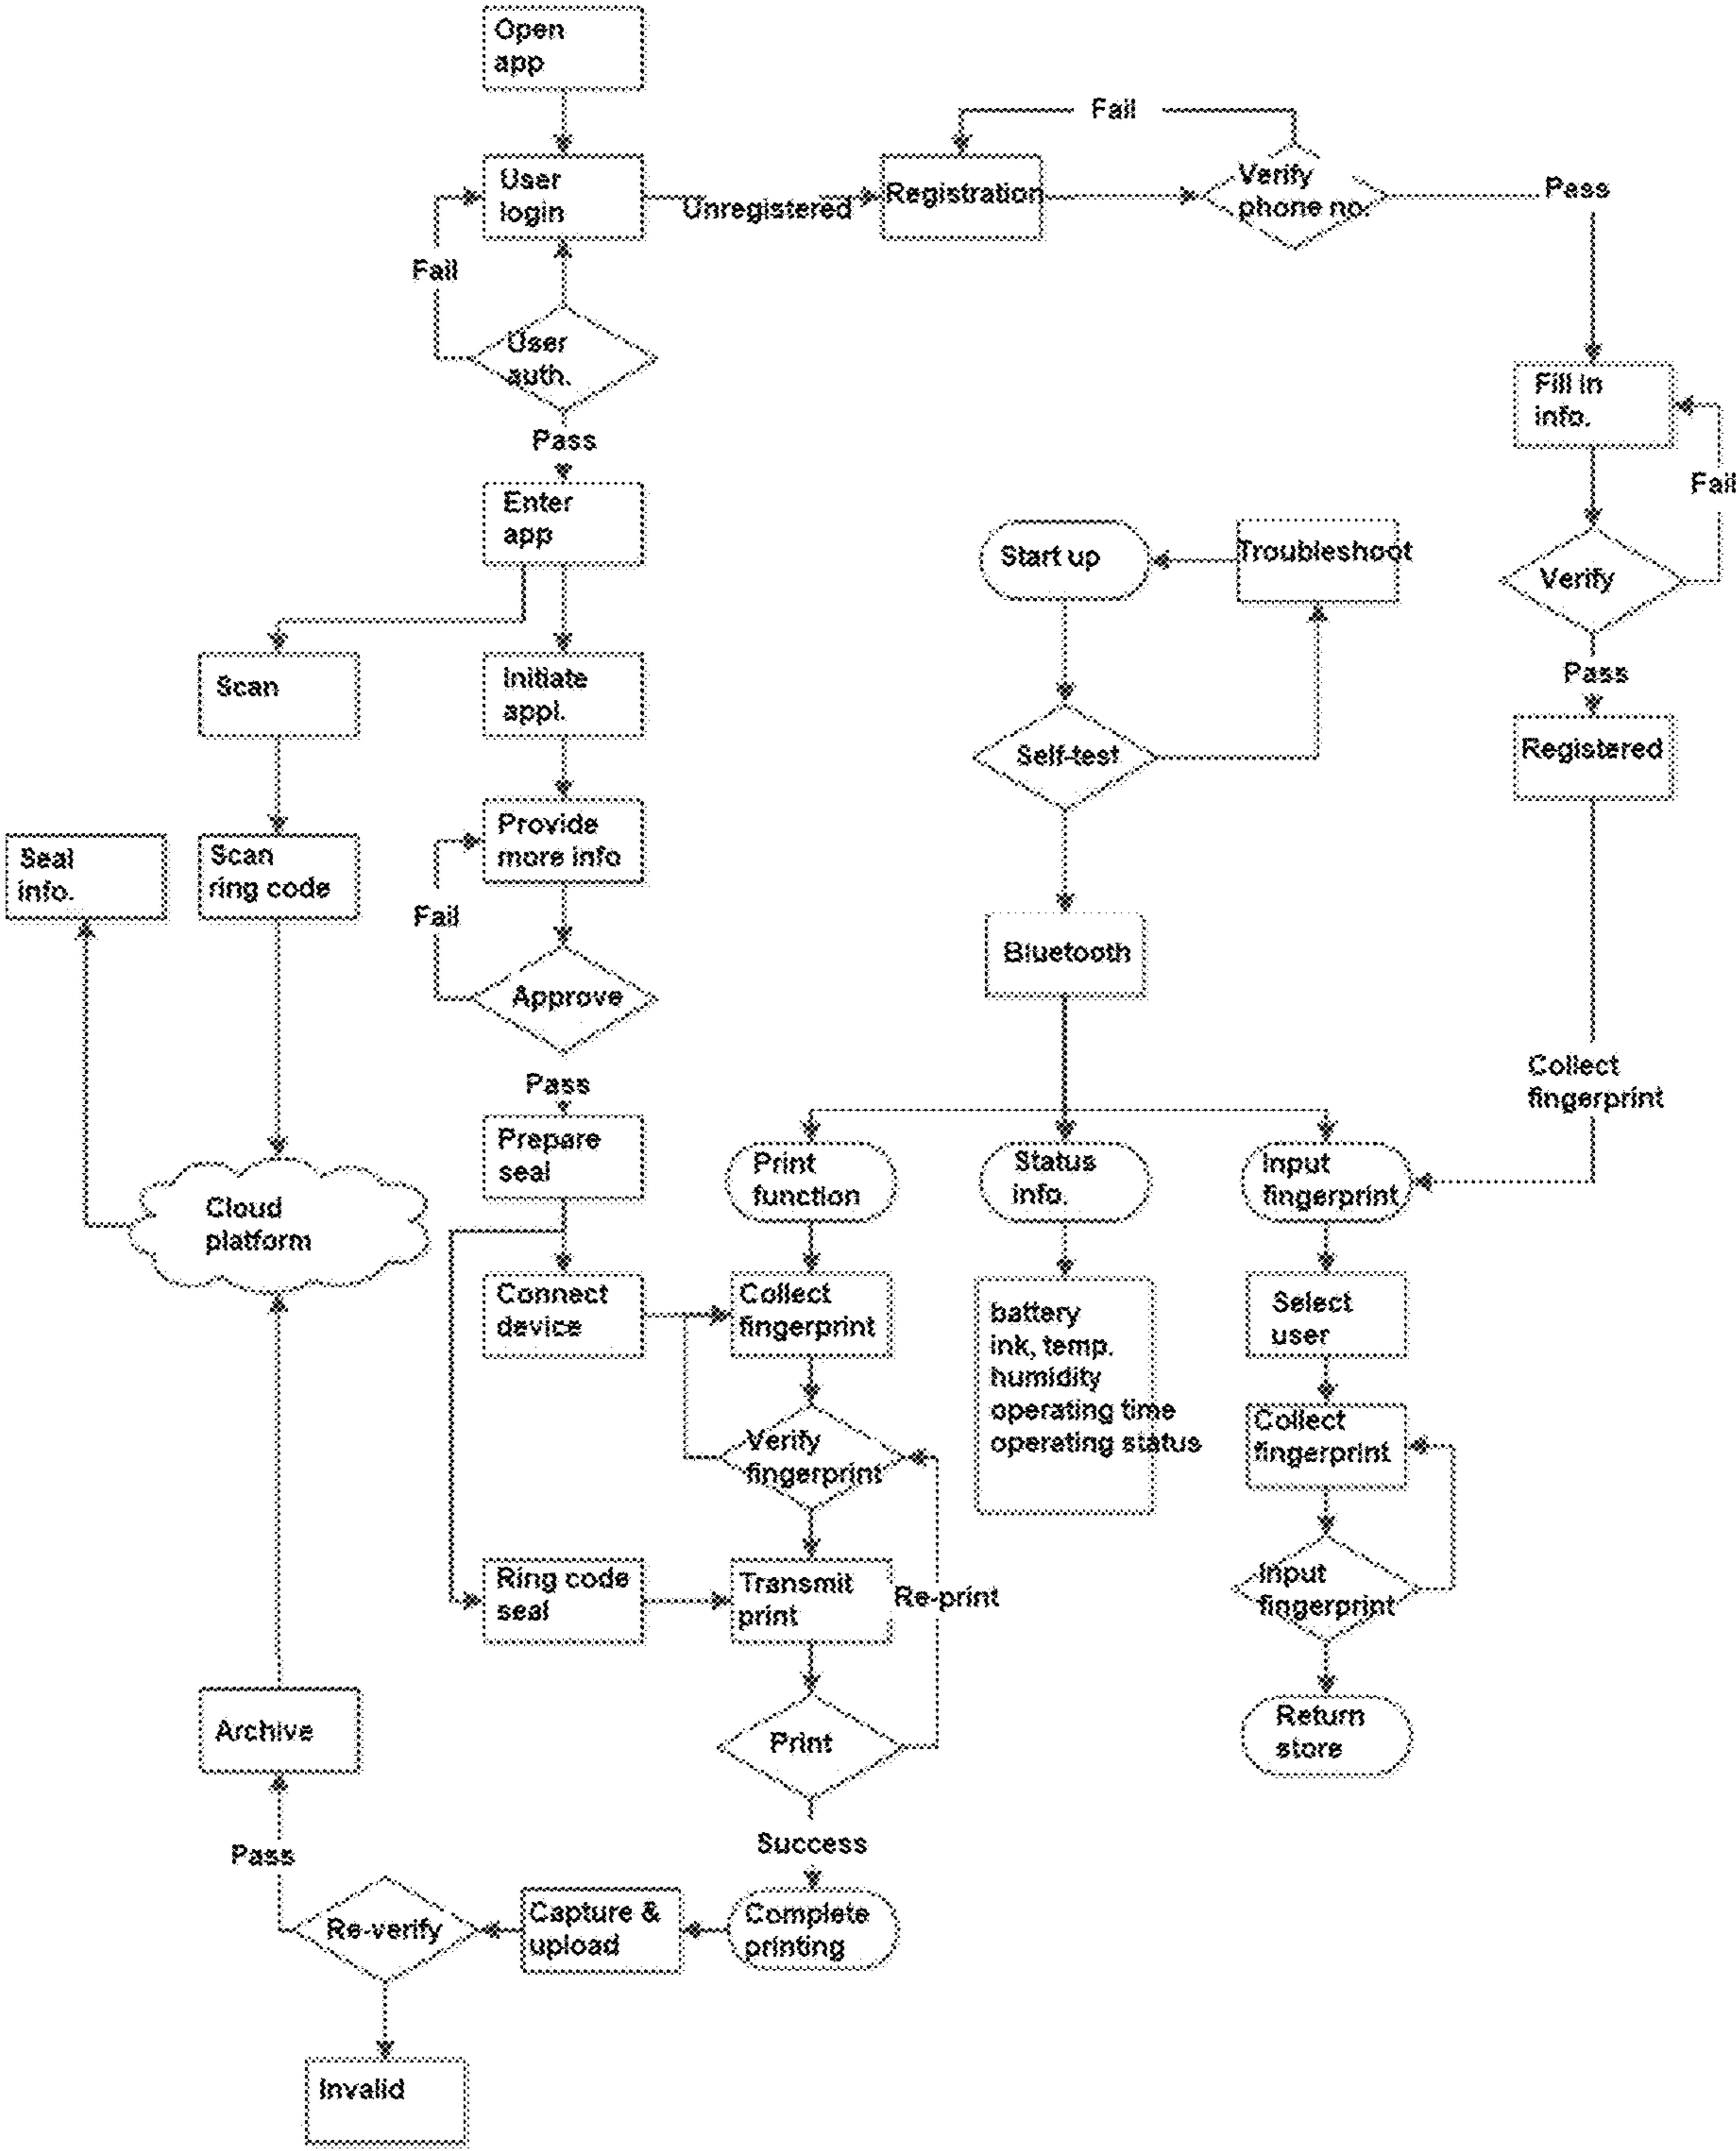 Open
app
Fail
User
login
Unregistered
Registration
Verify
phone no.
Pass
Fail
User
auth.
Pass
Fill in
info.
Fail
Enter
app
Start up
Troubleshoot
Verify
Pass
Scan
Initiate
appl.
Self-test
Registered
Seal
info.
Scan
ring code
Provide
more info
Fail
Approve
Bluetooth
Collect
fingerprint
Pass
Prepare
seal
Print
function
Status
info.
Input
fingerprint
Cloud
platform
Connect
device
Collect
fingerprint
battery
ink, temp.
humidity
operating time
operating status
Select
user
Verify
fingerprint
Collect
fingerprint
Ring code
seal
Transmit
print
Re-print
Input
fingerprint
Archive
Print
Return
store
Pass
Success
Re-verify
Capture &
upload
Complete
printing
Invalid